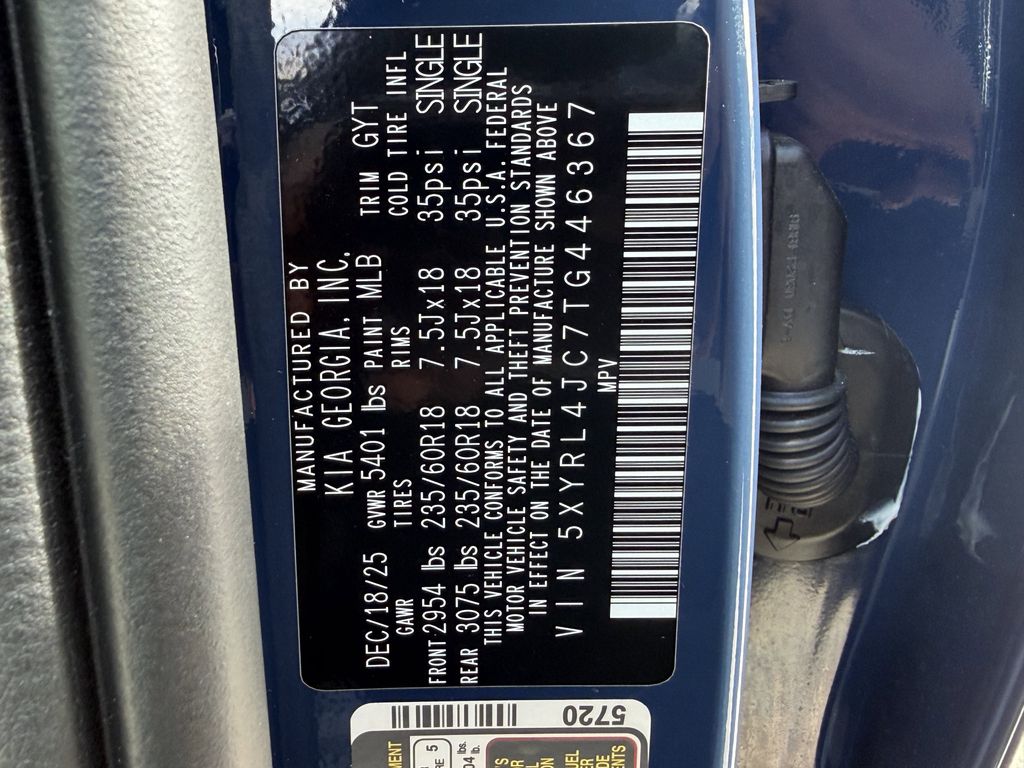 MANUFACTURED BY
KIA GEORGIA, INC.
DEC/18/25 GVWR 5401 lbs PAINT MLB TRIM GYT
GAWR TIRES RIMS COLD TIRE INFL
FRONT 2954 lbs 235/60R18 7.5Jx18 35psi SINGLE
REAR 3075 lbs 235/60R18 7.5Jx18 35psi SINGLE
THIS VEHICLE CONFORMS TO ALL APPLICABLE U.S.A. FEDERAL
MOTOR VEHICLE SAFETY AND THEFT PREVENTION STANDARDS
IN EFFECT ON THE DATE OF MANUFACTURE SHOWN ABOVE
VIN 5XYRL4JC7TG446367
MPV
5720
5
lbs.
lb.